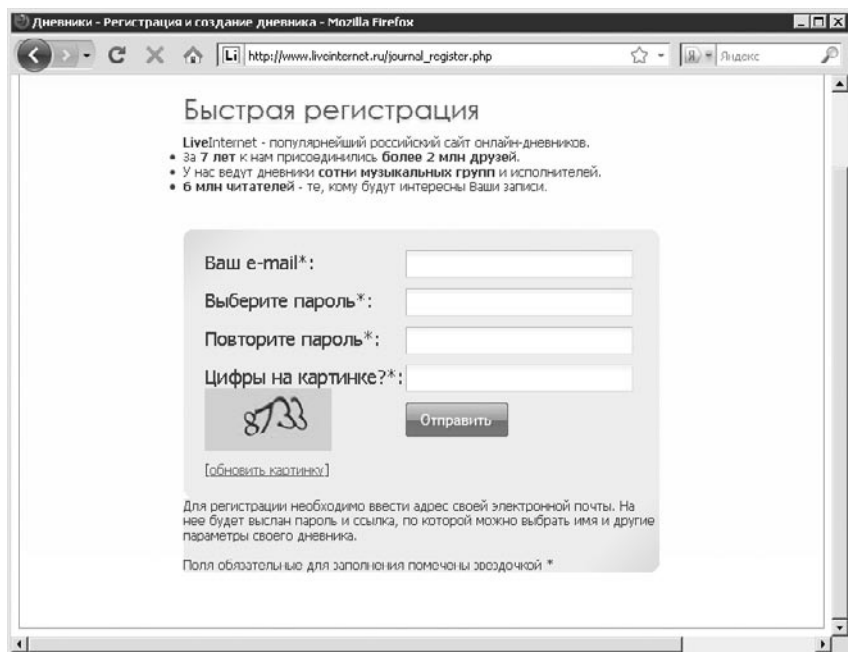 Дневники - Регистрация и создание дневника - Mozilla Firefox
Li http://www.liveinternet.ru/journal_register.php Я Яндекс
Быстрая регистрация
LiveInternet - популярнейший российский сайт онлайн-дневников.
• За 7 лет к нам присоединились более 2 млн друзей.
• У нас ведут дневники сотни музыкальных групп и исполнителей.
• 6 млн читателей - те, кому будут интересны Ваши записи.
Ваш e-mail*:
Выберите пароль*:
Повторите пароль*:
Цифры на картинке?*:
8733 Отправить
[обновить картинку]
Для регистрации необходимо ввести адрес своей электронной почты. На
нее будет выслан пароль и ссылка, по которой можно выбрать имя и другие
параметры своего дневника.
Поля обязательные для заполнения помечены звездочкой *